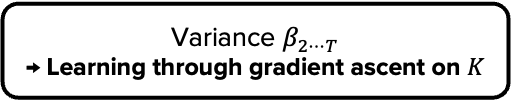 Variance β₂…T
→ Learning through gradient ascent on K